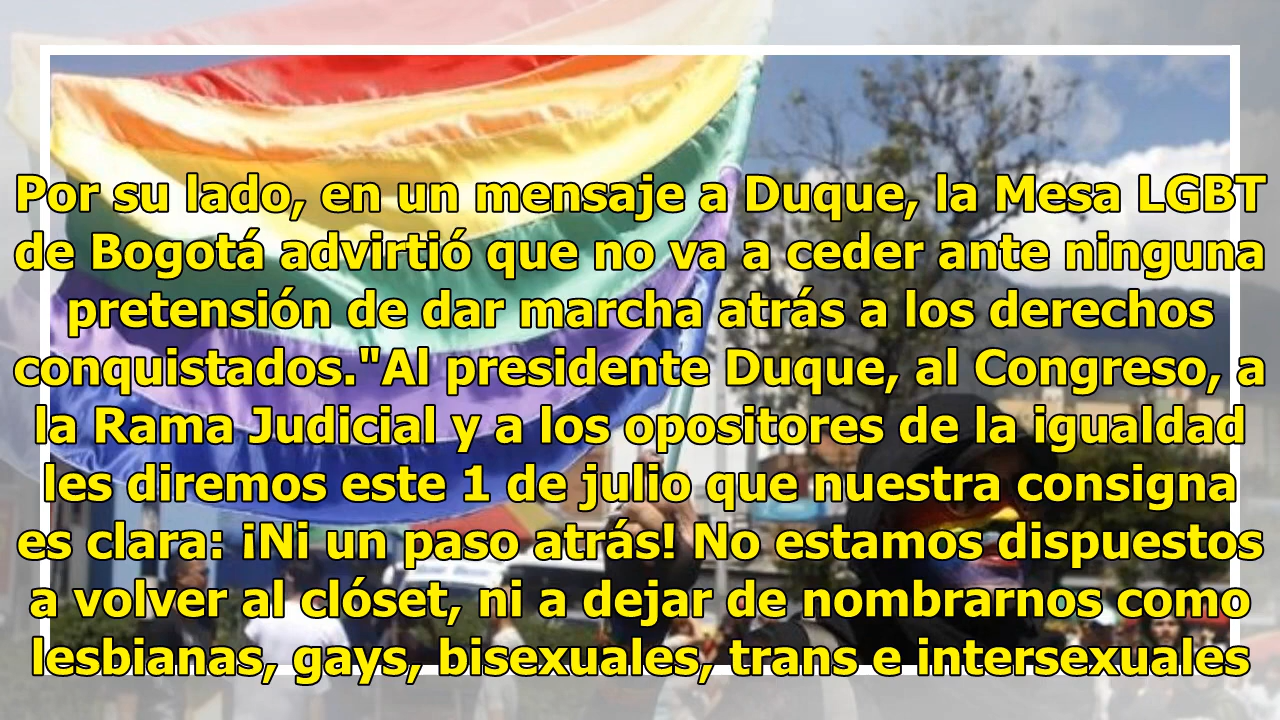 Por su lado, en un mensaje a Duque, la Mesa LGBT
de Bogotá advirtió que no va a ceder ante ninguna
pretensión de dar marcha atrás a los derechos
conquistados."Al presidente Duque, al Congreso, a
la Rama Judicial y a los opositores de la igualdad
les diremos este 1 de julio que nuestra consigna
es clara: ¡Ni un paso atrás! No estamos dispuestos
a volver al clóset, ni a dejar de nombrarnos como
lesbianas, gays, bisexuales, trans e intersexuales